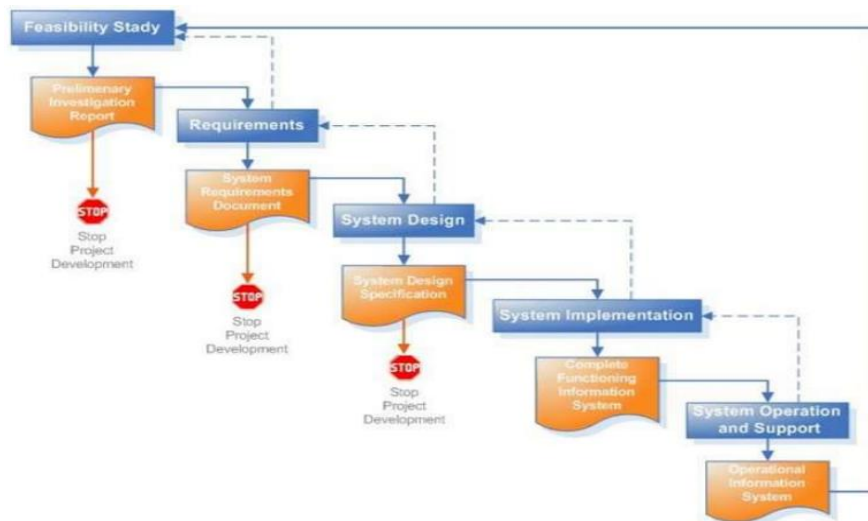 Feasibility Stady
Prelimenary
Investigation
Report
Requirements
STOP
Stop
Project
Development
System
Requirements
Document
System Design
STOP
Stop
Project
Development
System Design
Specification
System Implementation
STOP
Stop
Project
Development
Complete
Functioning
Information
System
System Operation
and Support
Operational
Information
System